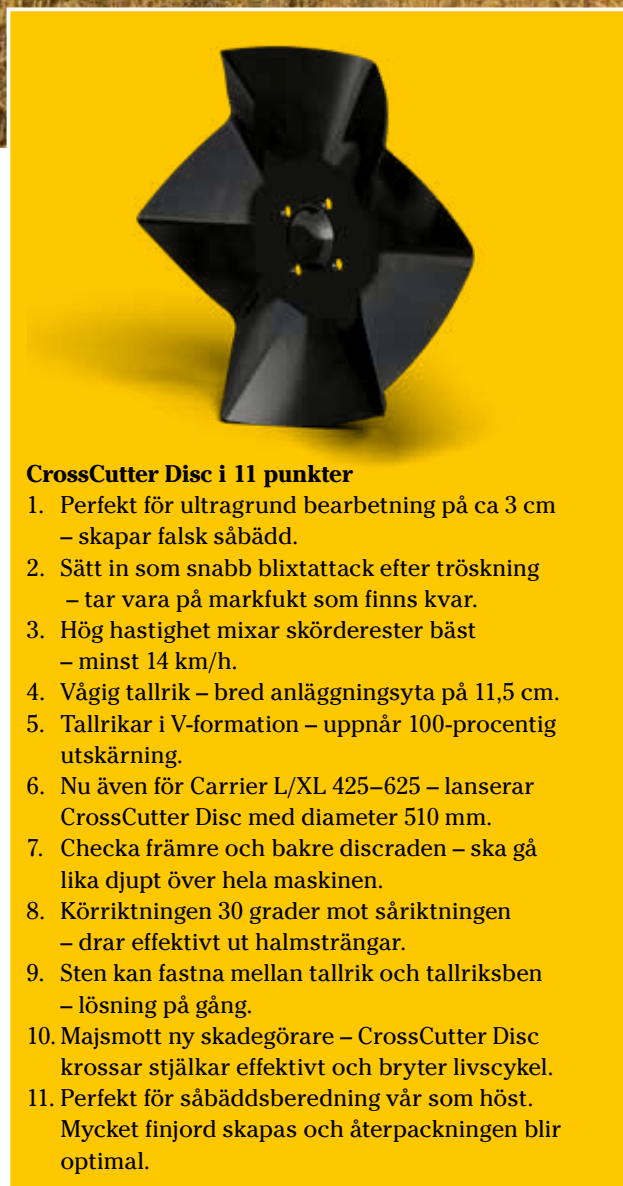 CrossCutter Disc i 11 punkter
1. Perfekt för ultragrund bearbetning på ca 3 cm
– skapar falsk såbädd.
2. Sätt in som snabb blixtattack efter tröskning
– tar vara på markfukt som finns kvar.
3. Hög hastighet mixar skörderester bäst
– minst 14 km/h.
4. Vågig tallrik – bred anläggningsyta på 11,5 cm.
5. Tallrikar i V-formation – uppnår 100-procentig
utskärning.
6. Nu även för Carrier L/XL 425–625 – lanserar
CrossCutter Disc med diameter 510 mm.
7. Checka främre och bakre discraden – ska gå
lika djupt över hela maskinen.
8. Körriktningen 30 grader mot såriktningen
– drar effektivt ut halmsträngar.
9. Sten kan fastna mellan tallrik och tallriksben
– lösning på gång.
10. Majsmott ny skadegörare – CrossCutter Disc
krossar stjälkar effektivt och bryter livscykel.
11. Perfekt för såbäddsberedning vår som höst.
Mycket finjord skapas och återpackningen blir
optimal.